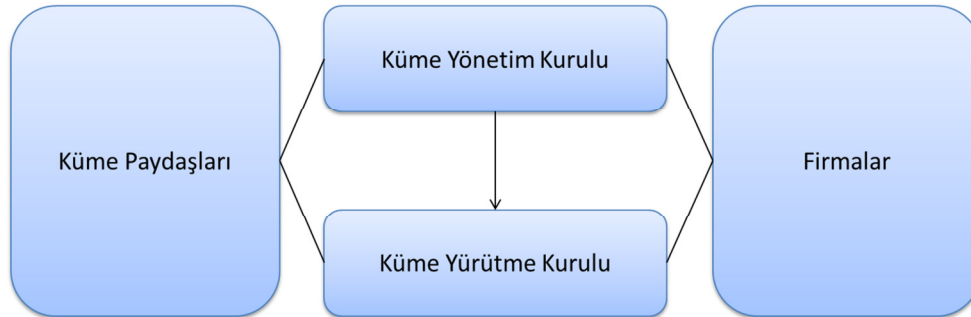 Küme Yönetim Kurulu
Küme Paydaşları
Firmalar
Küme Yürütme Kurulu